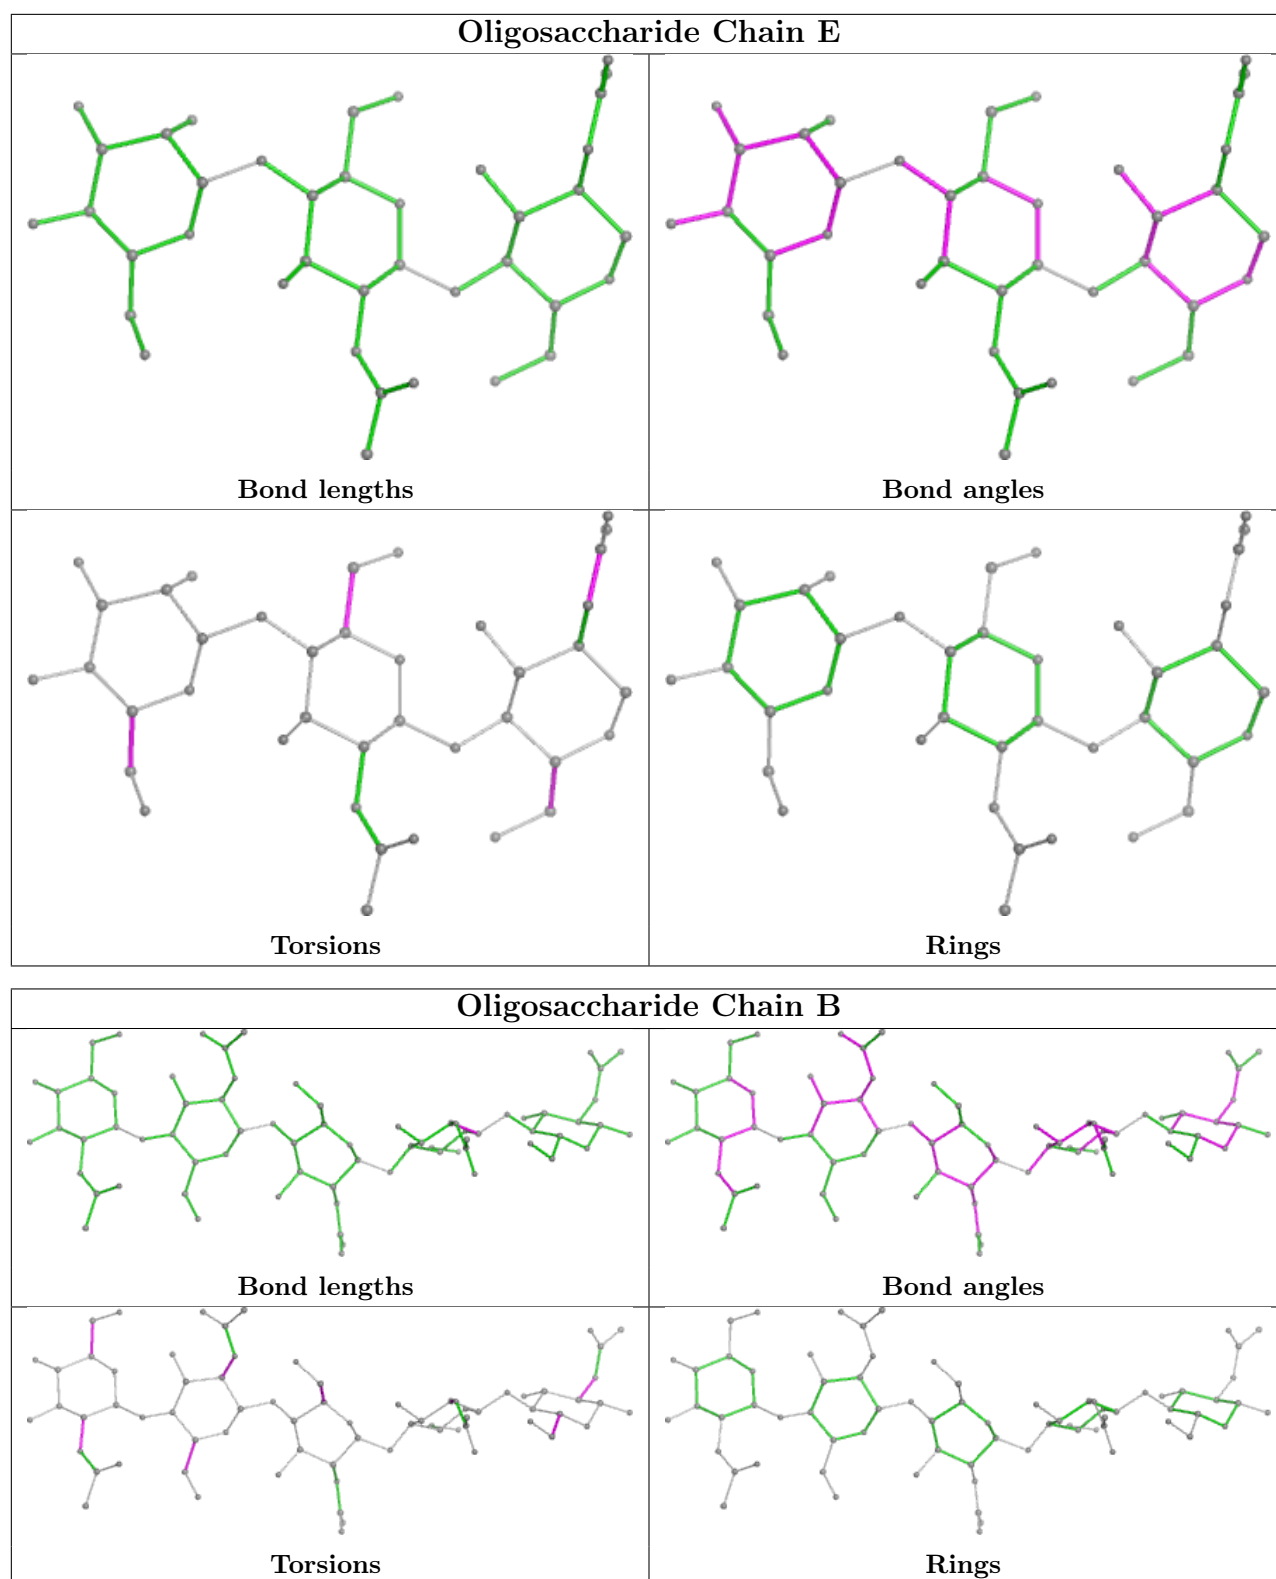 Oligosaccharide Chain E
Bond lengths
Bond angles
Torsions
Rings
Oligosaccharide Chain B
Bond lengths
Bond angles
Torsions
Rings